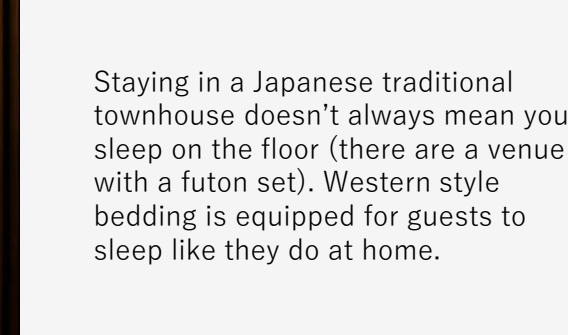 Staying in a Japanese traditional
townhouse doesn’t always mean you
sleep on the floor (there are a venue
with a futon set). Western style
bedding is equipped for guests to
sleep like they do at home.